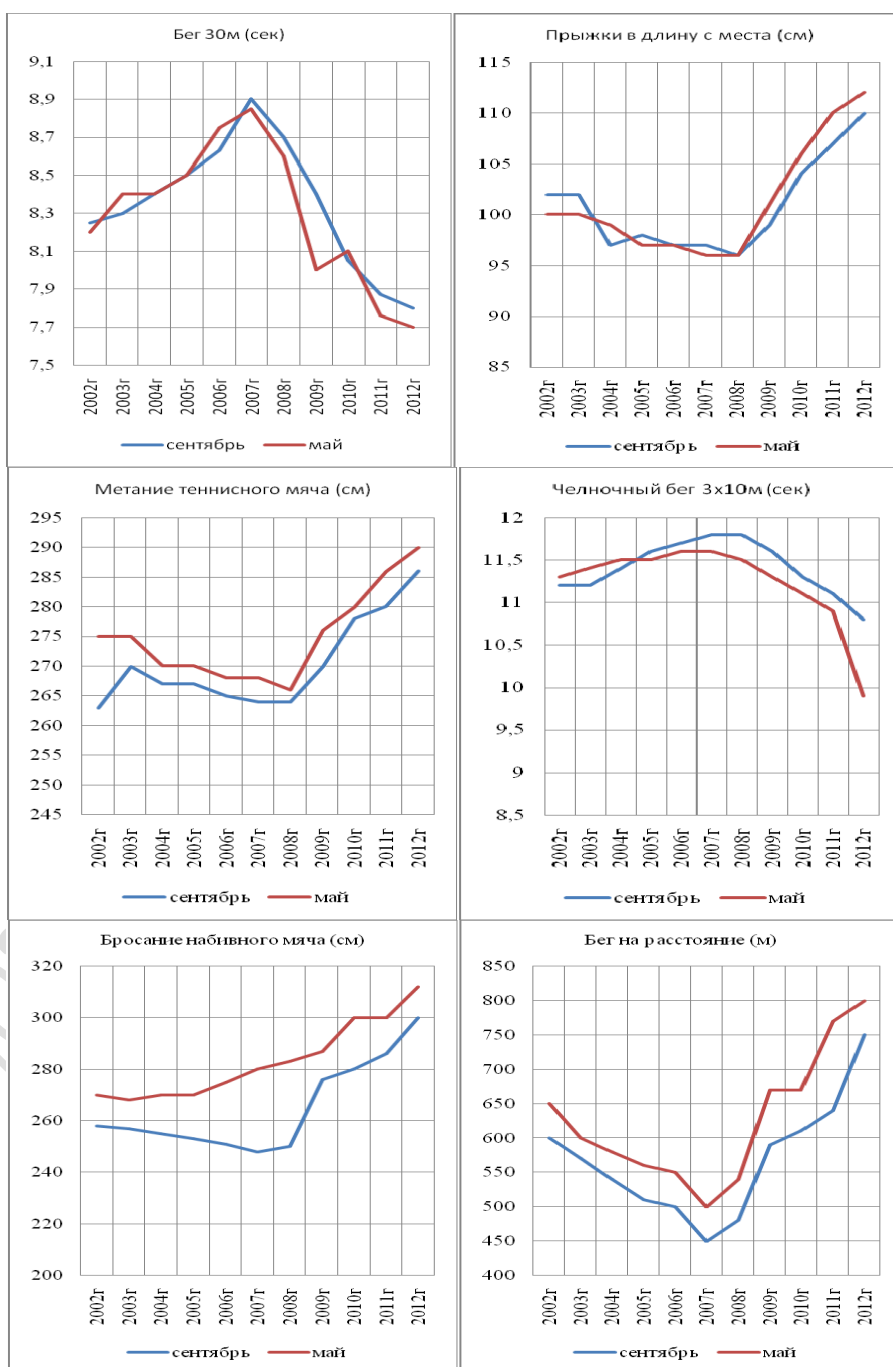 Бег 30м (сек)
9,1
8,9
8,7
8,5
8,3
8,1
7,9
7,7
7,5
2002г 2003г 2004г 2005г 2006г 2007г 2008г 2009г 2010г 2011г 2012г
сентябрь май
Прыжки в длину с места (см)
115
110
105
100
95
90
85
2002г 2003г 2004г 2005г 2006г 2007г 2008г 2009г 2010г 2011г 2012г
сентябрь май
Метание теннисного мяча (см)
295
290
285
280
275
270
265
260
255
250
245
2002г 2003г 2004г 2005г 2006г 2007г 2008г 2009г 2010г 2011г 2012г
сентябрь май
Челночный бег 3х10м (сек)
12
11,5
11
10,5
10
9,5
9
8,5
2002г 2003г 2004г 2005г 2006г 2007г 2008г 2009г 2010г 2011г 2012г
сентябрь май
Бросание набивного мяча (см)
320
300
280
260
240
220
200
2002г 2003г 2004г 2005г 2006г 2007г 2008г 2009г 2010г 2011г 2012г
сентябрь май
Бег на расстояние (м)
850
800
750
700
650
600
550
500
450
400
2002г 2003г 2004г 2005г 2006г 2007г 2008г 2009г 2010г 2011г 2012г
сентябрь май